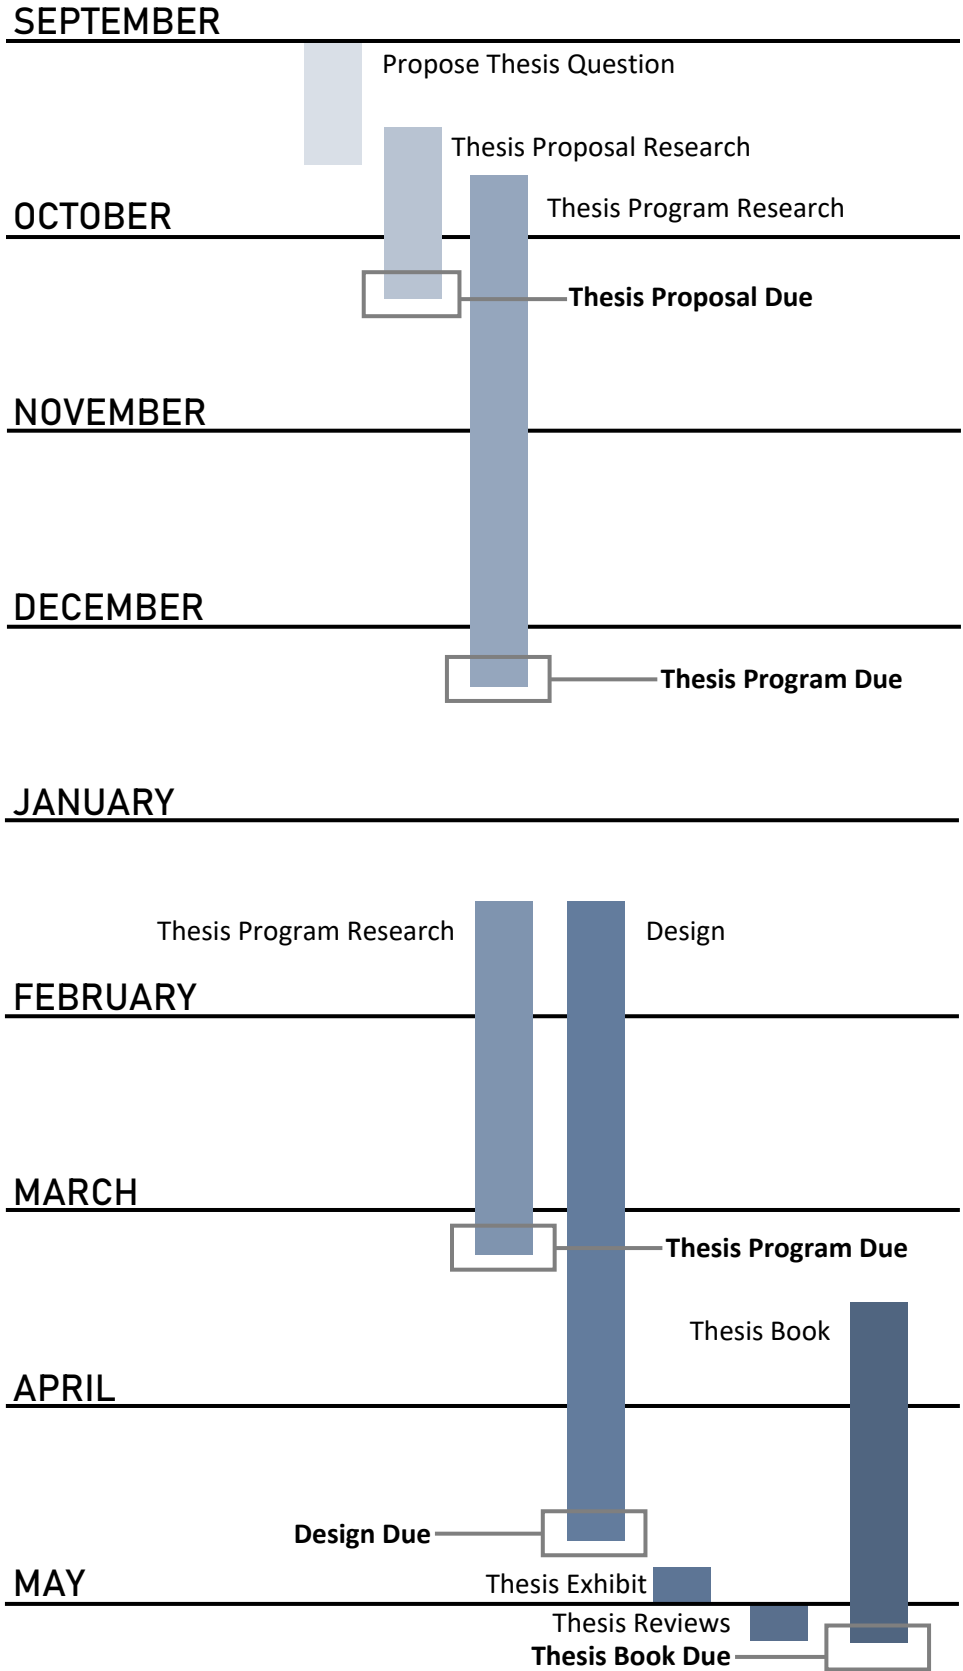 SEPTEMBER
Propose Thesis Question
Thesis Proposal Research
Thesis Program Research
OCTOBER
Thesis Proposal Due
NOVEMBER
DECEMBER
Thesis Program Due
JANUARY
Thesis Program Research
Design
FEBRUARY
MARCH
Thesis Program Due
Thesis Book
APRIL
Design Due
MAY
Thesis Exhibit
Thesis Reviews
Thesis Book Due